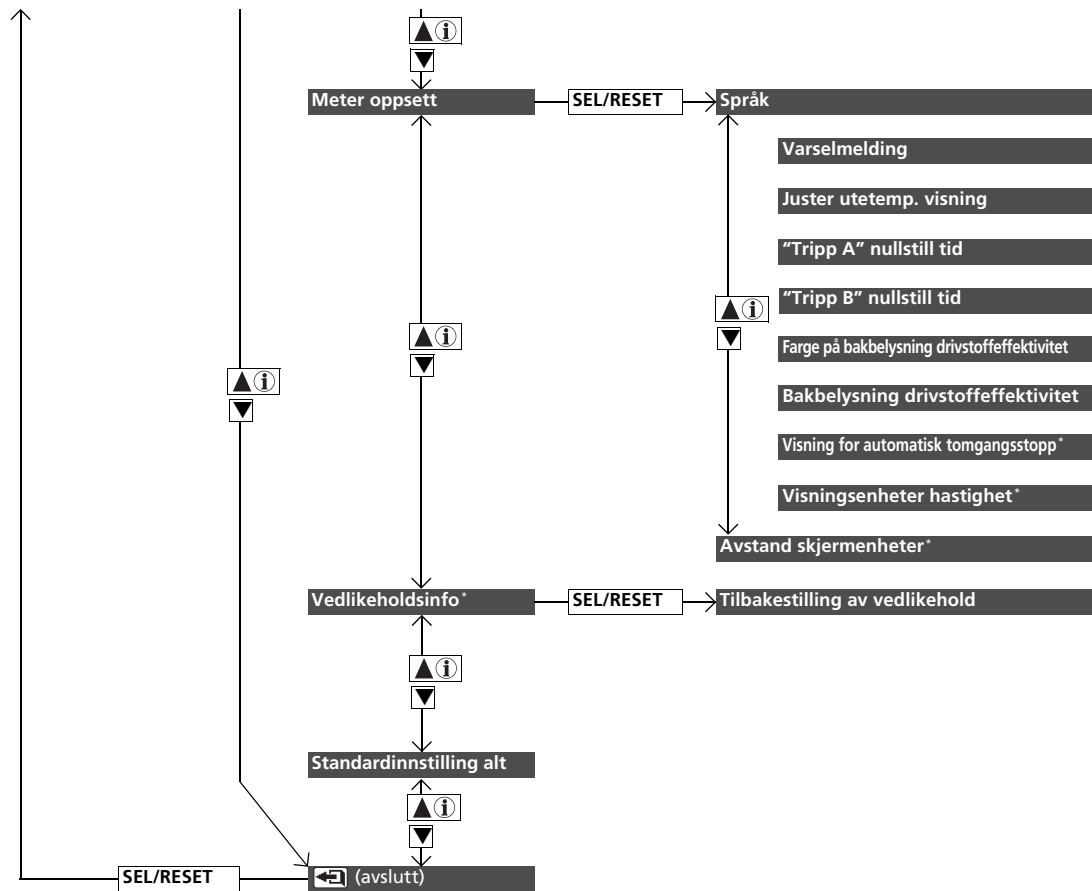 ▲ⓘ
▼
Meter oppsett
SEL/RESET
Språk
Varselmelding
Juster utetemp. visning
“Tripp A” nullstill tid
“Tripp B” nullstill tid
▲ⓘ
▼
▲ⓘ
▼
Farge på bakbelysning drivstoffeffektivitet
▲ⓘ
▼
Bakbelysning drivstoffeffektivitet
Visning for automatisk tomgangsstopp*
Visningsenheter hastighet*
Avstand skjermenheter*
Vedlikeholdsinfo*
SEL/RESET
Tilbakestilling av vedlikehold
▲ⓘ
▼
Standardinnstilling alt
▲ⓘ
▼
SEL/RESET
(avslutt)